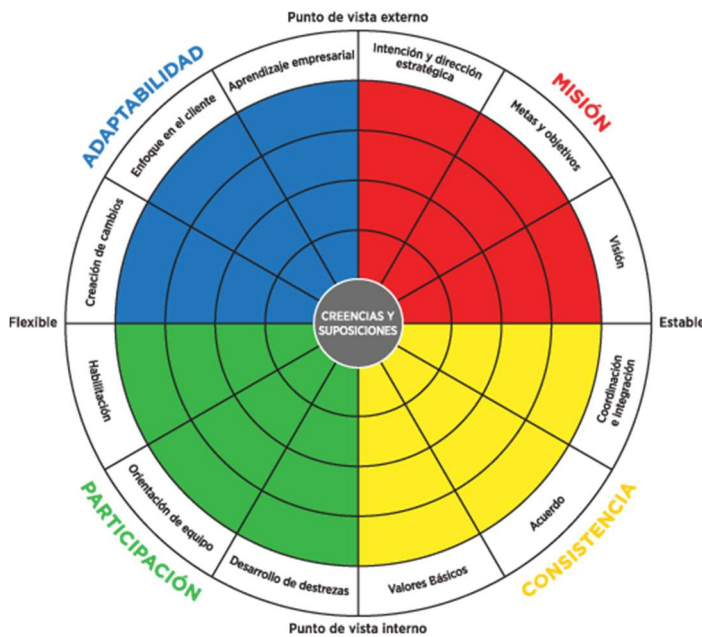 Punto de vista externo
ADAPTABILIDAD
MISIÓN
Aprendizaje empresarial
Intención y dirección
estratégica
Enfoque en el cliente
Metas y objetivos
Creación de cambios
Visión
CREENCIAS Y
SUPOSICIONES
Flexible
Estable
Habilitación
Coordinación
e Integración
Orientación de equipo
Acuerdo
Desarrollo de destrezas
Valores Básicos
PARTICIPACIÓN
CONSISTENCIA
Punto de vista interno